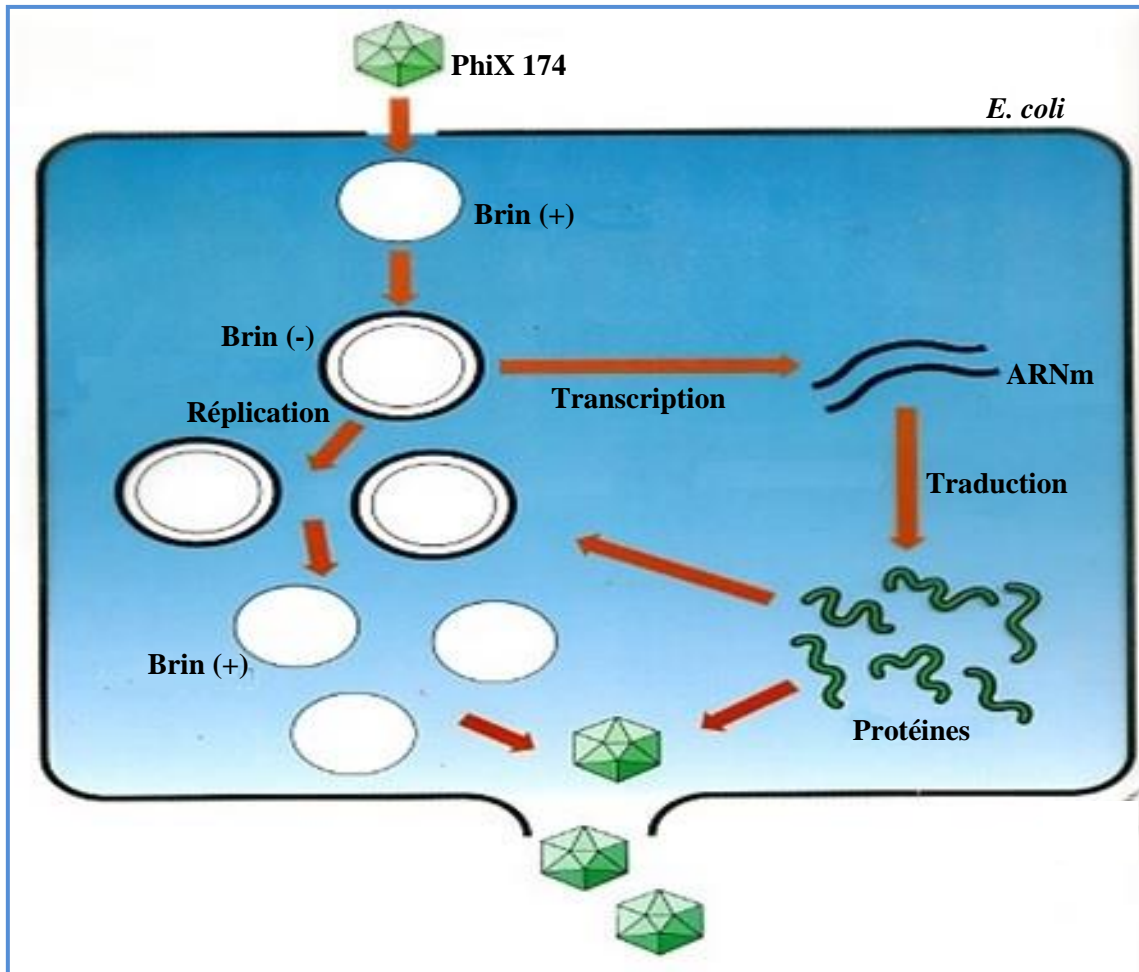 PhiX 174
E. coli
Brin (+)
Brin (-)
ARNm
Réplication
Transcription
Traduction
Brin (+)
Protéines